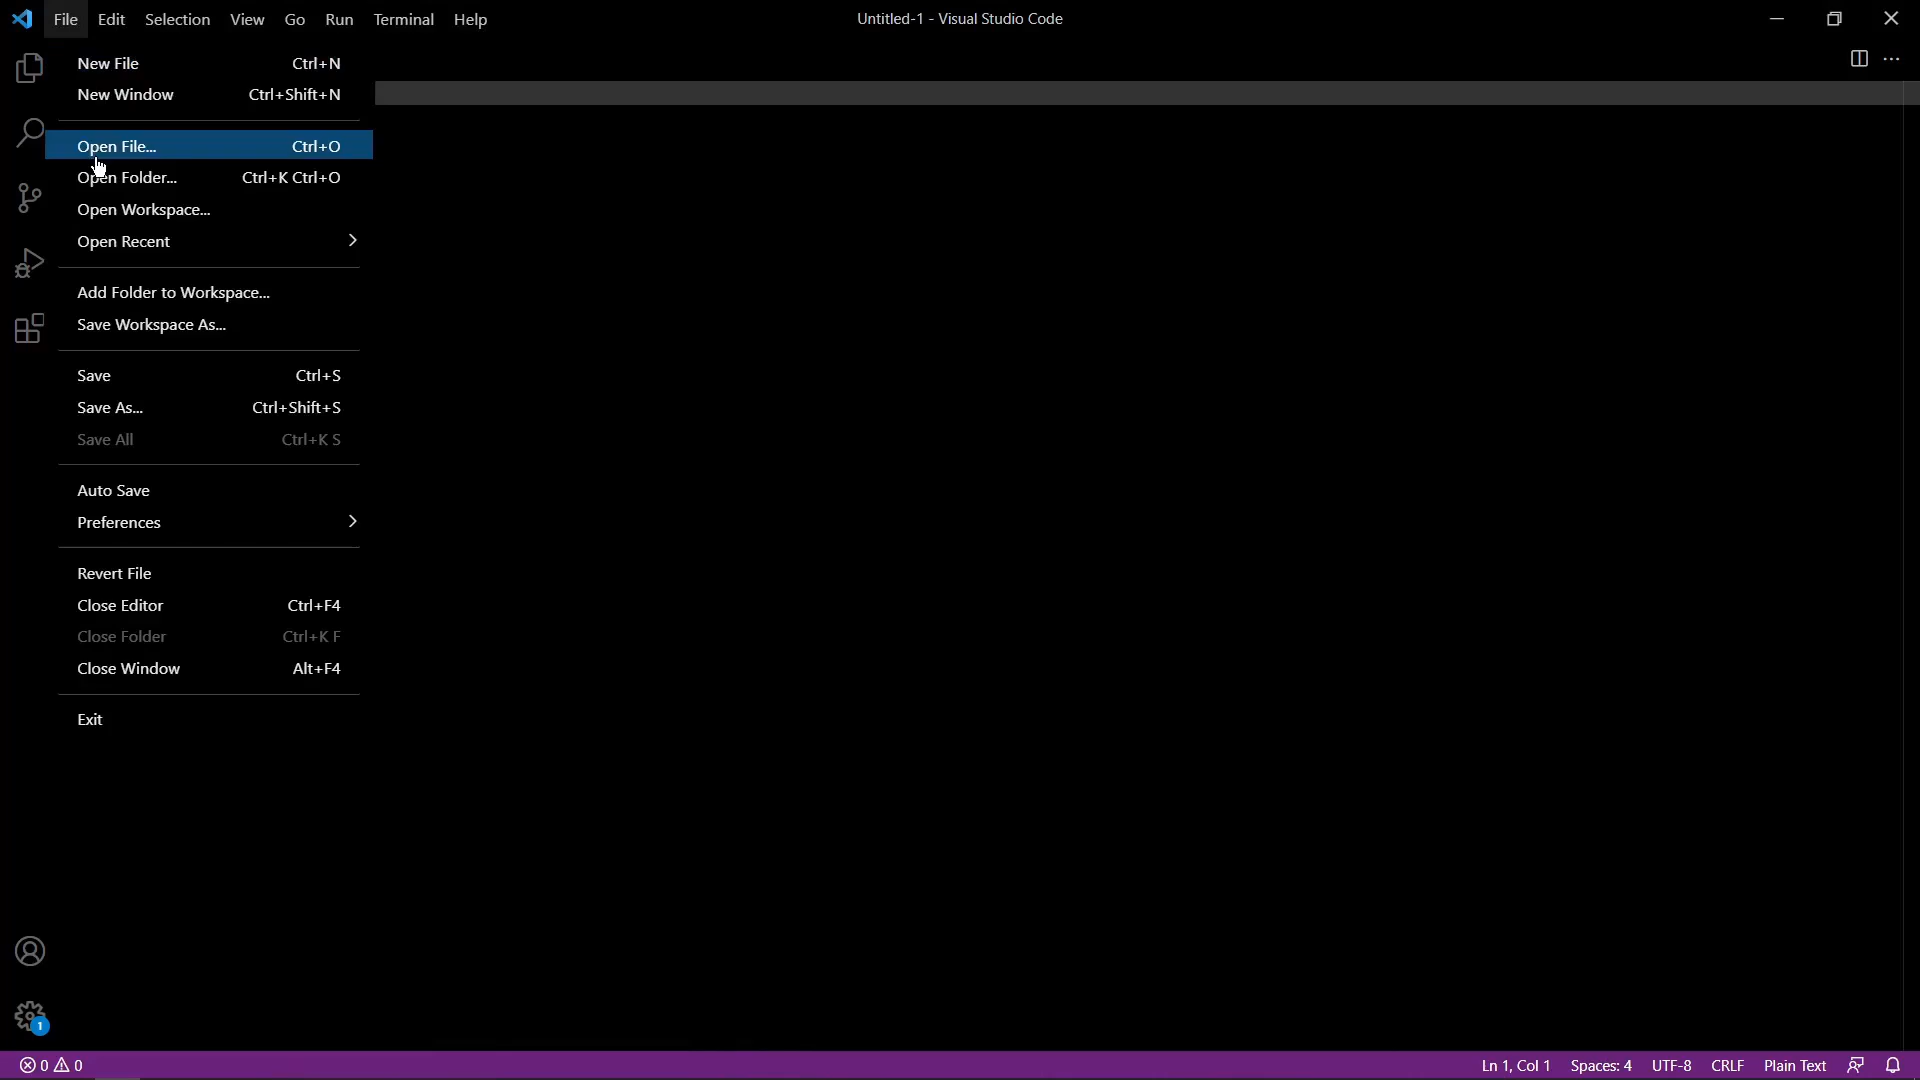 File Edit Selection View Go Run Terminal Help Untitled-1 - Visual Studio Code
New File Ctrl+N
New Window Ctrl+Shift+N
Open File... Ctrl+O
Open Folder... Ctrl+K Ctrl+O
Open Workspace...
Open Recent
Add Folder to Workspace...
Save Workspace As...
Save Ctrl+S
Save As... Ctrl+Shift+S
Save All Ctrl+K S
Auto Save
Preferences
Revert File
Close Editor Ctrl+F4
Close Folder Ctrl+K F
Close Window Alt+F4
Exit
1
0 0 Ln 1, Col 1 Spaces: 4 UTF-8 CRLF Plain Text